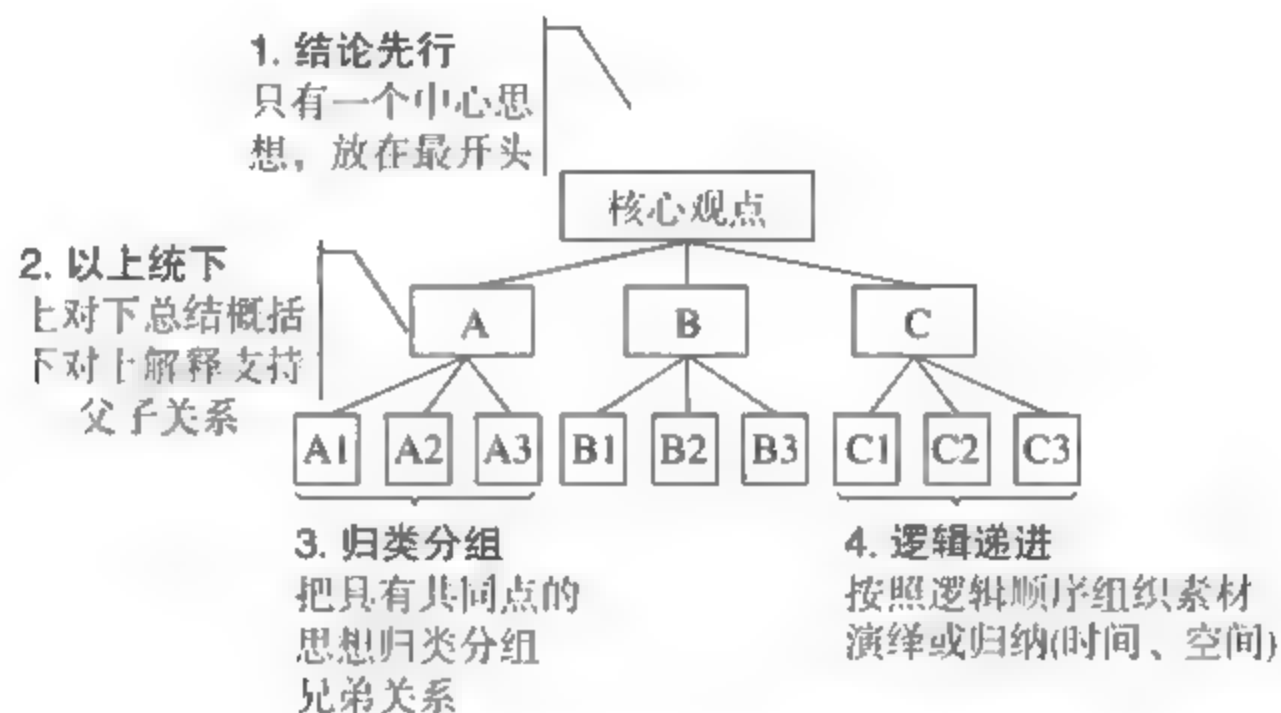 1. 结论先行
只有一个中心思
想，放在最开头
核心观点
2. 以上统下
上对下总结概括
下对上解释支持
父子关系
A
B
C
A1
A2
A3
B1
B2
B3
C1
C2
C3
3. 归类分组
把具有共同点的
思想归类分组
兄弟关系
4. 逻辑递进
按照逻辑顺序组织素材
演绎或归纳(时间、空间)